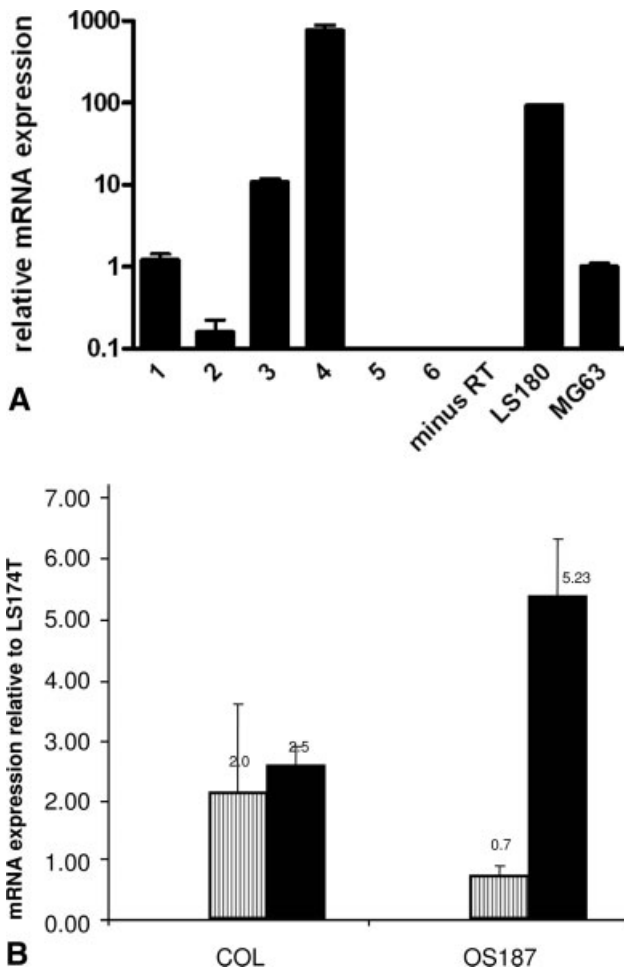 relative mRNA expression
1000
100
10
1
0.1
1 2 3 4 5 6 minus RT LS180 MG63
A
mRNA expression relative to LS174T
7.00
6.00
5.00
4.00
3.00
2.00
1.00
0.00
2.0 2.5 0.7 5.23
COL OS187
B